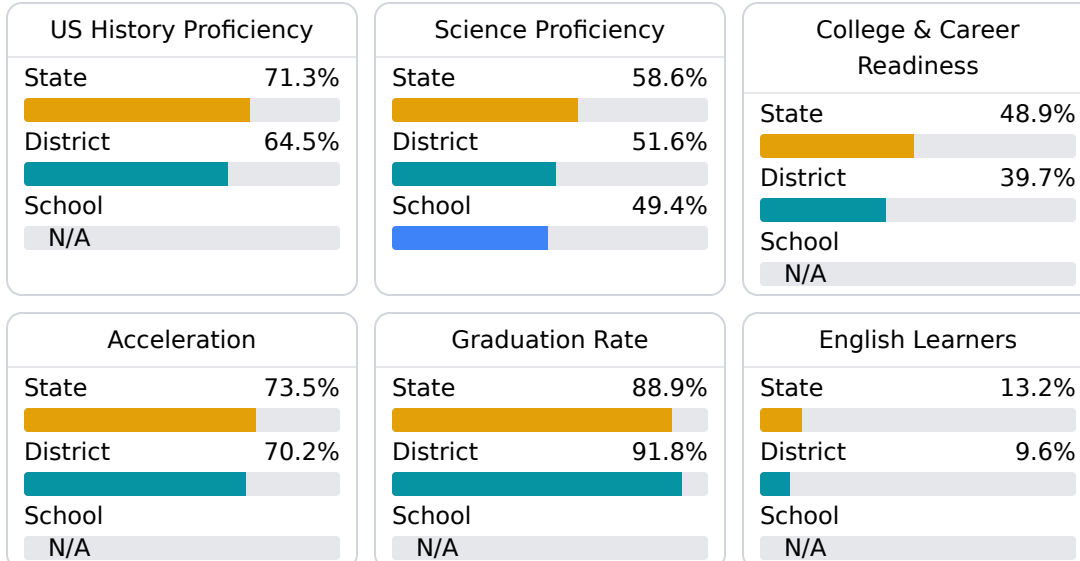 US History Proficiency
State 71.3%
District 64.5%
School
N/A
Science Proficiency
State 58.6%
District 51.6%
School 49.4%
College & Career
Readiness
State 48.9%
District 39.7%
School
N/A
Acceleration
State 73.5%
District 70.2%
School
N/A
Graduation Rate
State 88.9%
District 91.8%
School
N/A
English Learners
State 13.2%
District 9.6%
School
N/A